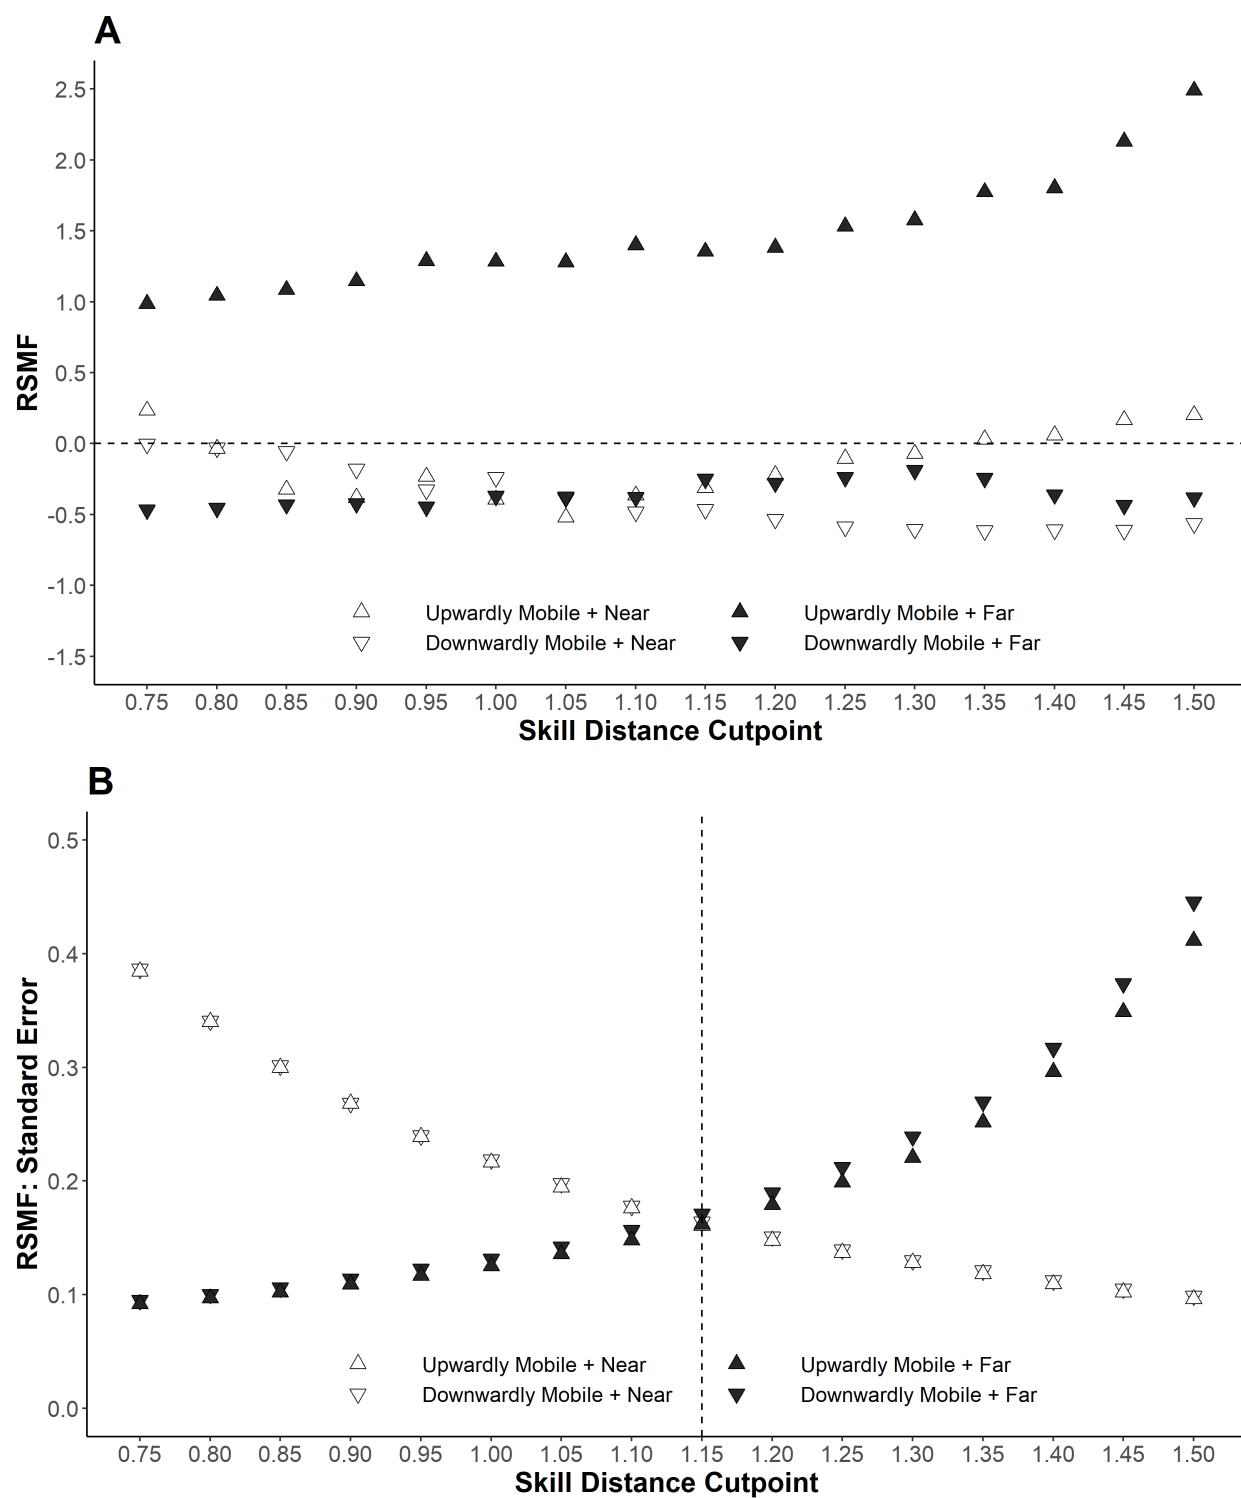 A
2.5
2.0
1.5
1.0
0.5
0.0
-0.5
-1.0
-1.5
RSMF
Upwardly Mobile + Near Upwardly Mobile + Far
Downwardly Mobile + Near Downwardly Mobile + Far
0.75 0.80 0.85 0.90 0.95 1.00 1.05 1.10 1.15 1.20 1.25 1.30 1.35 1.40 1.45 1.50
Skill Distance Cutpoint
B
0.5
0.4
0.3
0.2
0.1
0.0
RSMF: Standard Error
Upwardly Mobile + Near Upwardly Mobile + Far
Downwardly Mobile + Near Downwardly Mobile + Far
0.75 0.80 0.85 0.90 0.95 1.00 1.05 1.10 1.15 1.20 1.25 1.30 1.35 1.40 1.45 1.50
Skill Distance Cutpoint